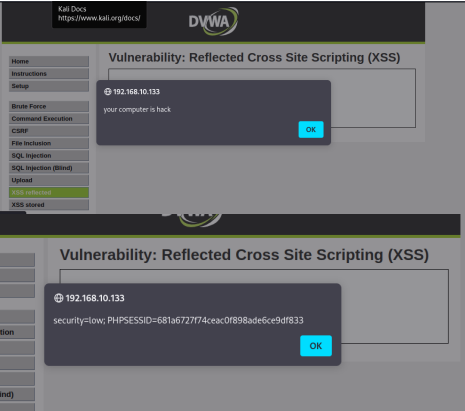 Kali Docs
https://www.kali.org/docs/
DVWA
Vulnerability: Reflected Cross Site Scripting (XSS)
Home
Instructions
Setup
Brute Force
Command Execution
CSRF
File Inclusion
SQL Injection
SQL Injection (Blind)
Upload
XSS reflected
XSS stored
192.168.10.133
your computer is hack
OK
DVWA
Vulnerability: Reflected Cross Site Scripting (XSS)
192.168.10.133
security=low; PHPSESSID=681a6727f74ceac0f898ade6ce9df833
OK
tion
ind)